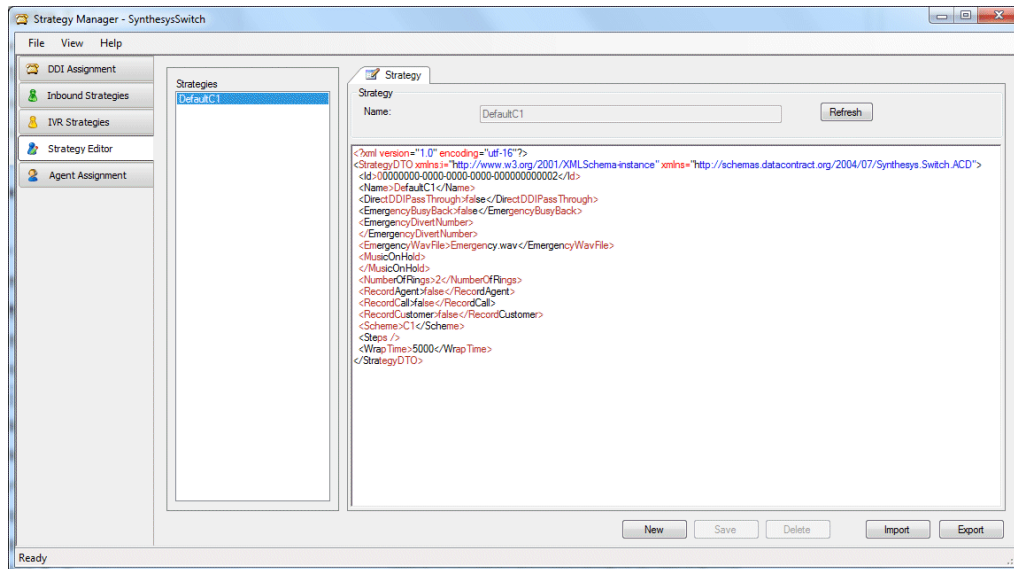 Strategy Manager - SynthesysSwitch
File View Help
DDI Assignment
Inbound Strategies
IVR Strategies
Strategy Editor
Agent Assignment
Strategies
DefaultC1
Strategy
Strategy
Name: DefaultC1 Refresh
<?xml version="1.0" encoding="utf-16"?>
<StrategyDTO xmlns:i="http://www.w3.org/2001/XMLSchema-instance" xmlns="http://schemas.datacontract.org/2004/07/Synthesys.Switch.ACD">
<Id>00000000-0000-0000-0000-000000000002</Id>
<Name>DefaultC1</Name>
<DirectDDIPassThrough>false</DirectDDIPassThrough>
<EmergencyBusyBack>false</EmergencyBusyBack>
<EmergencyDivertNumber>
</EmergencyDivertNumber>
<EmergencyWavFile>Emergency.wav</EmergencyWavFile>
<MusicOnHold>
</MusicOnHold>
<NumberOfRings>2</NumberOfRings>
<RecordAgent>false</RecordAgent>
<RecordCall>false</RecordCall>
<RecordCustomer>false</RecordCustomer>
<Scheme>C1</Scheme>
<Steps />
<WrapTime>5000</WrapTime>
</StrategyDTO>
New Save Delete Import Export
Ready